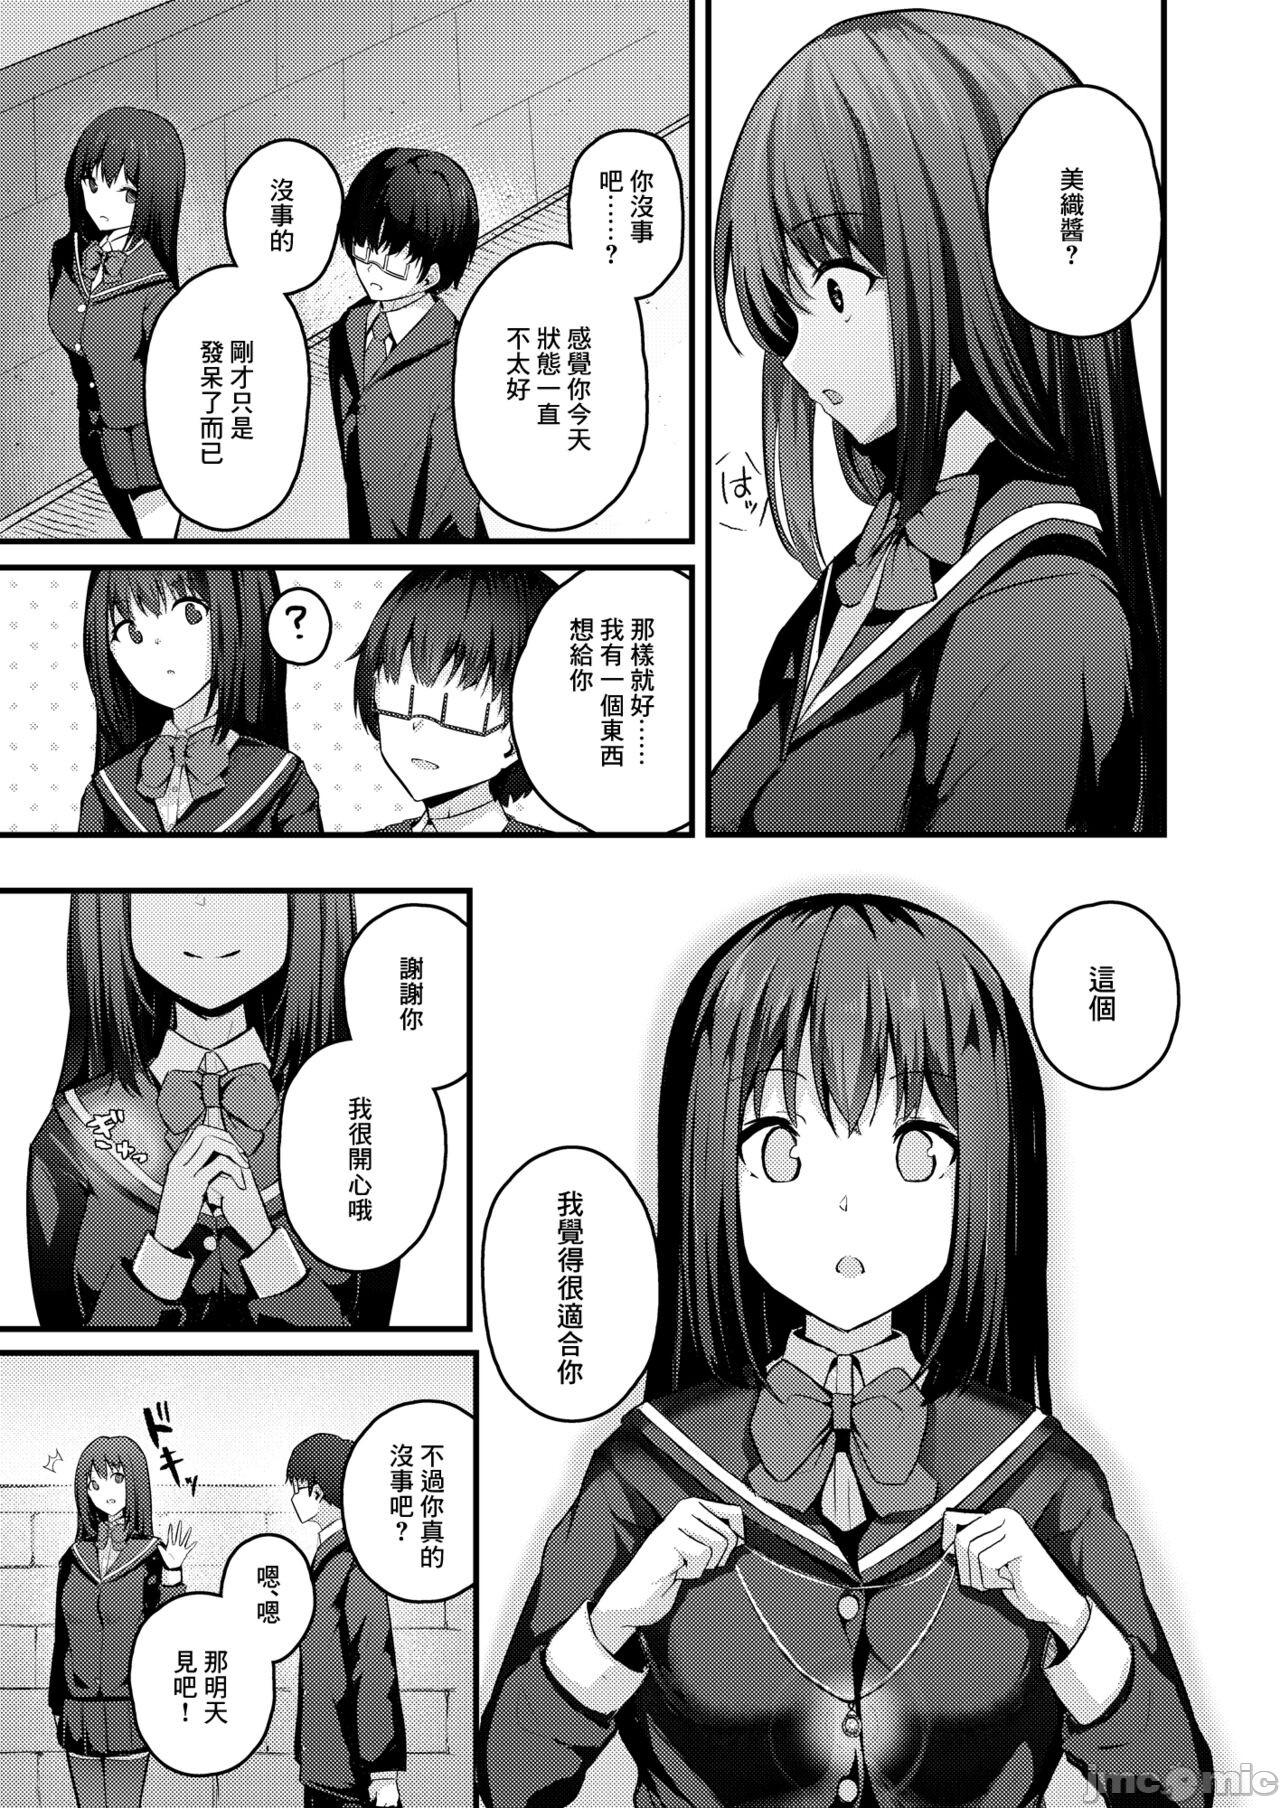 美織醬？
はッ
你沒事
吧……？
感覺你今天
狀態一直
不太好
沒事的
剛才只是
發呆了而已
那樣就好……
我有一個東西
想給你
？
這個
我覺得很適合你
謝謝你
我很開心哦
ギュッ
不過你真的
沒事吧？
ドキッ
嗯、嗯
那明天
見吧！
jmcomic